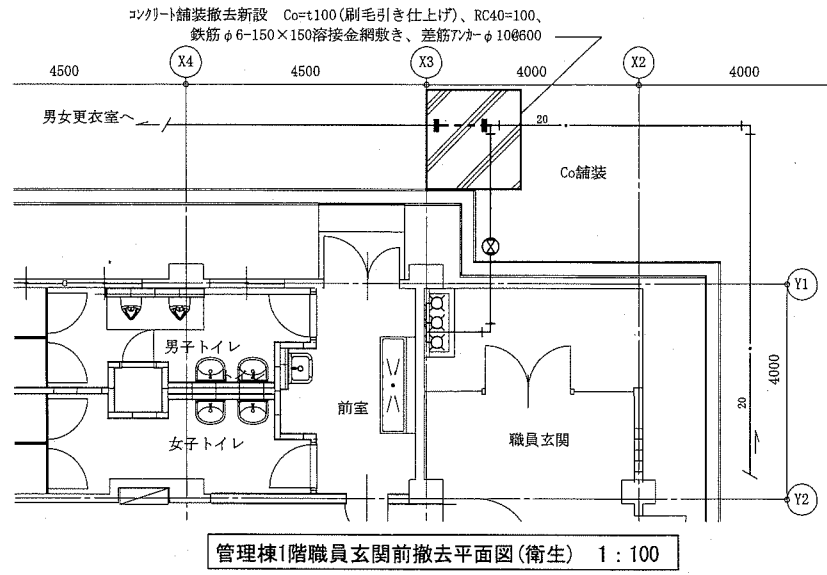 コンクリート舗装撤去新設 Co=t100(刷毛引き仕上げ)、RC40=100、
鉄筋φ6-150×150溶接金網敷き、差筋アンカーφ10@600
4500
X4
4500
X3
4000
X2
4000
男女更衣室へ
20
Co舗装
Y1
男子トイレ
4000
前室
20
女子トイレ
職員玄関
Y2
管理棟1階職員玄関前撤去平面図(衛生) 1:100